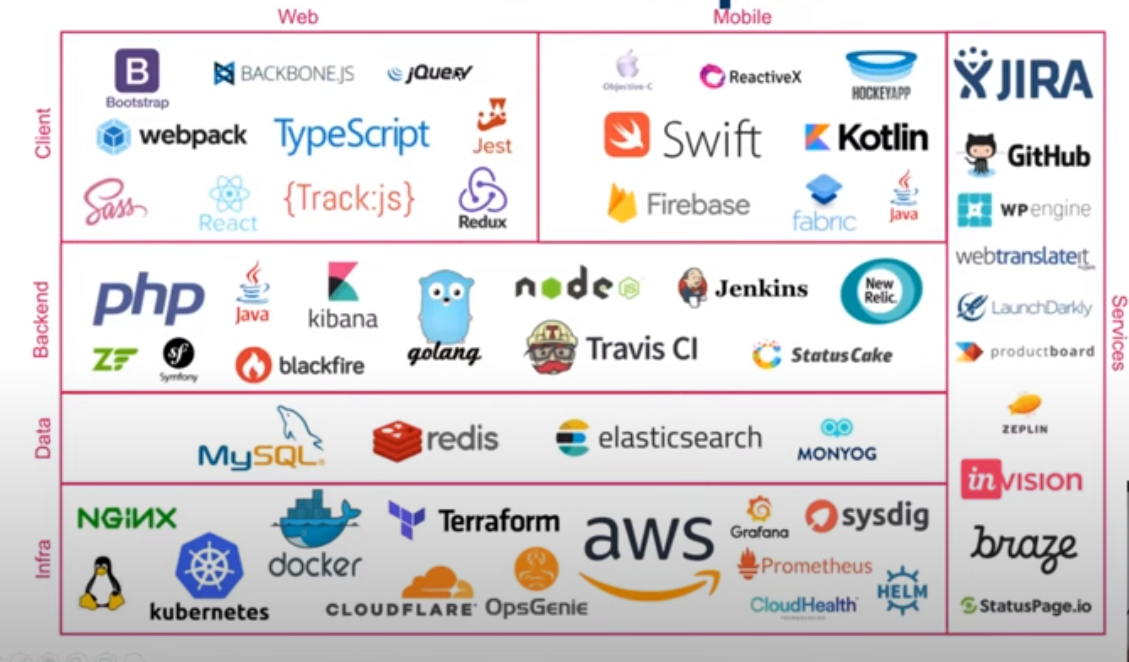 Web
Mobile
Client
B
Bootstrap
BACKBONE.JS
jQuery
webpack
TypeScript
Jest
Sass
React
{Track:js}
Redux
Objective-C
ReactiveX
HOCKEYAPP
Swift
Kotlin
Firebase
fabric
Java
Backend
php
Java
kibana
golang
node
JS
Jenkins
New
Relic.
ZF
sf
Symfony
blackfire
T
Travis CI
StatusCake
Data
MySQL
redis
elasticsearch
MONYOG
Infra
NGINX
kubernetes
docker
Terraform
CLOUDFLARE
OpsGenie
aws
Grafana
sysdig
Prometheus
CloudHealth
HELM
Services
JIRA
GitHub
WP engine
webtranslateit
.com
LaunchDarkly
productboard
ZEPLIN
invision
braze
StatusPage.io